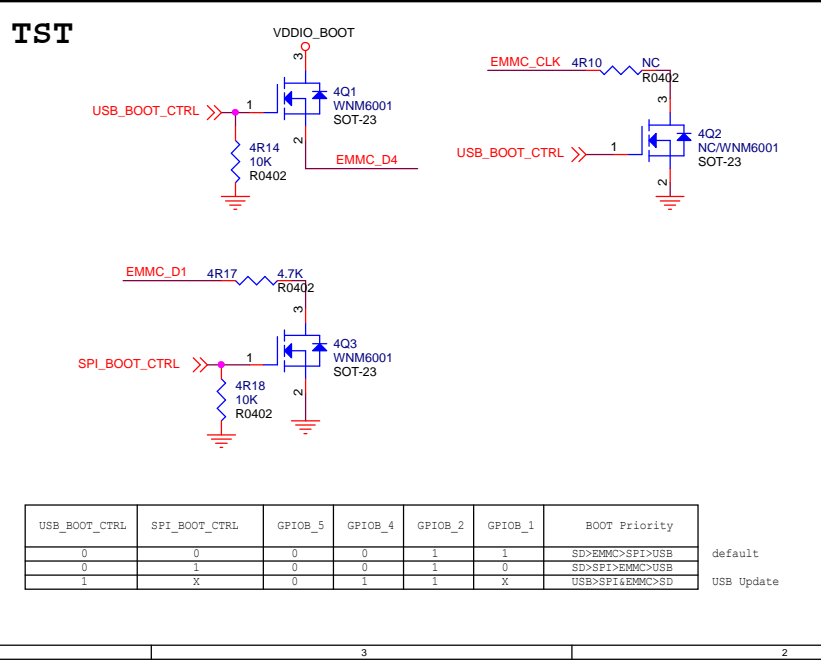 TST
VDDIO_BOOT
3
USB_BOOT_CTRL
1
4Q1
WNM6001
SOT-23
4R14
10K
R0402
2
EMMC_D4
EMMC_CLK
4R10
NC
R0402
3
USB_BOOT_CTRL
1
4Q2
NC/WNM6001
SOT-23
2
EMMC_D1
4R17
4.7K
R0402
3
SPI_BOOT_CTRL
1
4Q3
WNM6001
SOT-23
4R18
10K
R0402
2
USB_BOOT_CTRL SPI_BOOT_CTRL GPIOB_5 GPIOB_4 GPIOB_2 GPIOB_1 BOOT Priority
0 0 0 0 1 1 SD>EMMC>SPI>USB default
0 1 0 0 1 0 SD>SPI>EMMC>USB
1 X 0 1 1 X USB>SPI&EMMC>SD USB Update
3 2